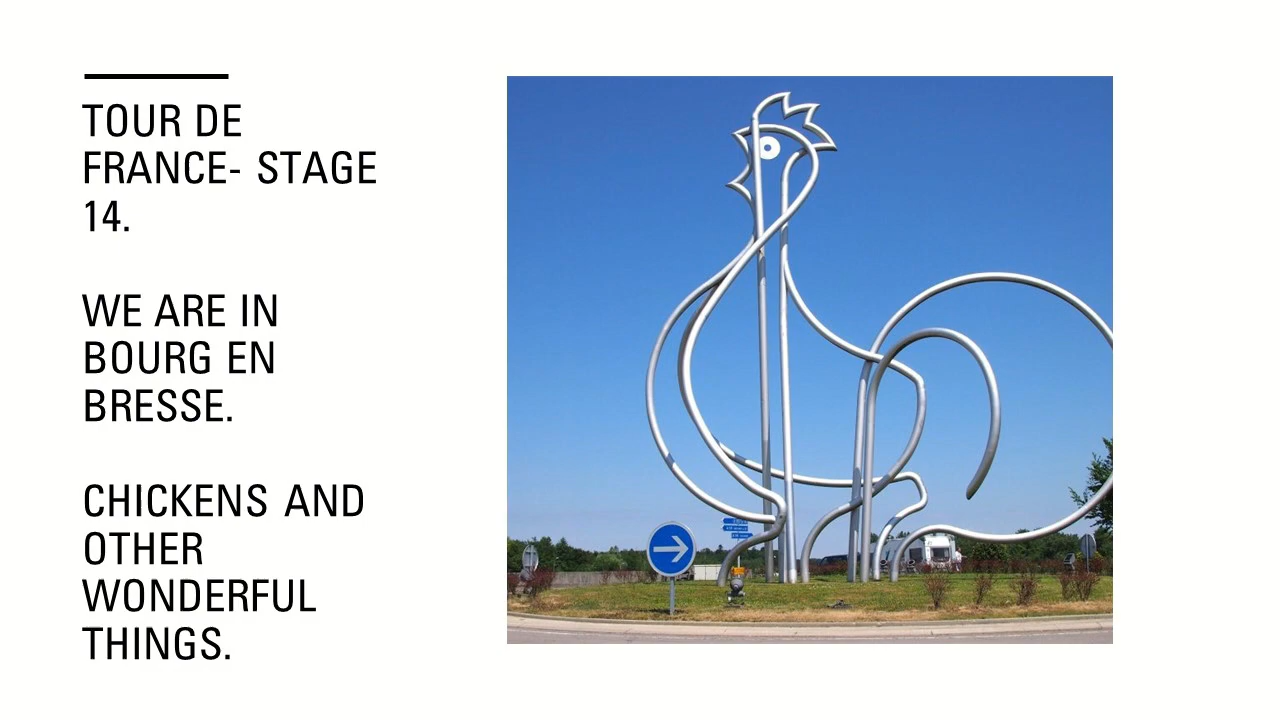 TOUR DE
FRANCE- STAGE
14.
WE ARE IN
BOURG EN
BRESSE.
CHICKENS AND
OTHER
WONDERFUL
THINGS.